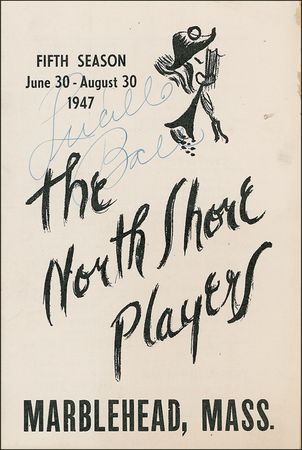 FIFTH SEASON
June 30 - August 30
1947
Lucille
Ball
The
North Shore
Players
MARBLEHEAD, MASS.